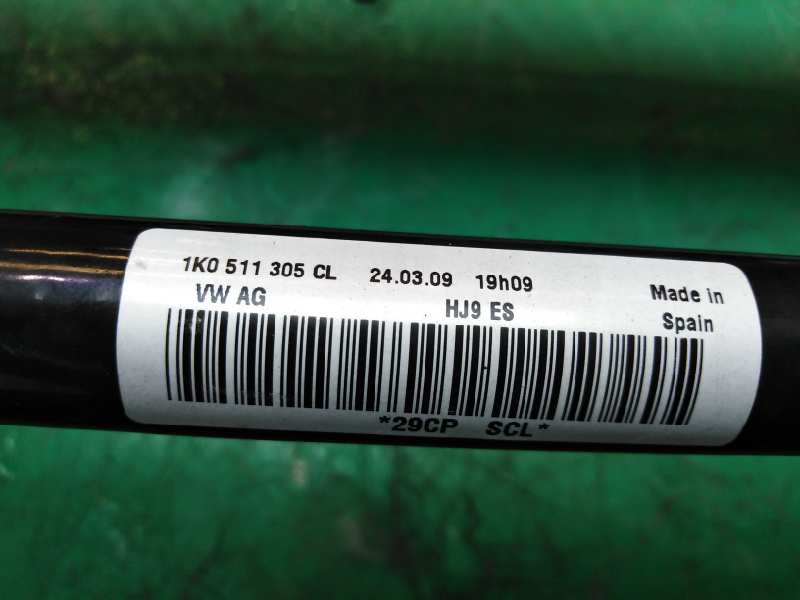 1K0 511 305 CL 24.03.09 19h09 Made in
VW AG HJ9 ES Spain
*29CP SCL*